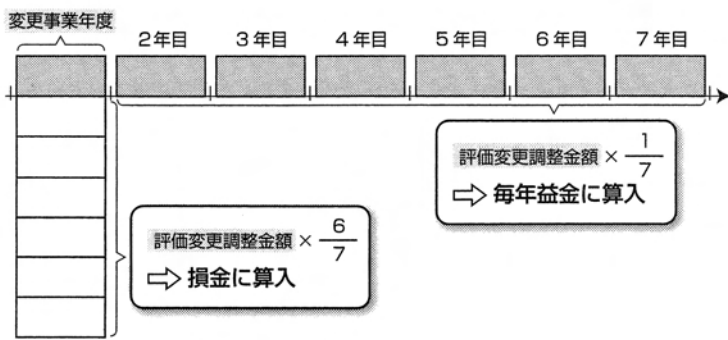 変更事業年度
2年目 3年目 4年目 5年目 6年目 7年目
評価変更調整金額 × 1/7
⇨ 毎年益金に算入
評価変更調整金額 × 6/7
⇨ 損金に算入